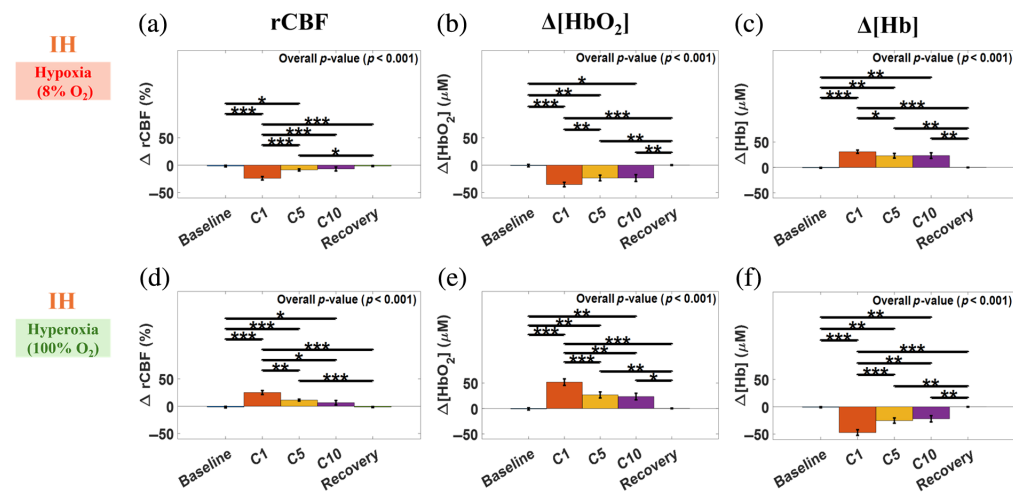 (a) rCBF
(b) Δ[HbO2]
(c) Δ[Hb]
IH
Hypoxia
(8% O2)
Overall p-value (p < 0.001)
Δ rCBF (%)
50
0
−50
*
***
***
***
***
*
Baseline C1 C5 C10 Recovery
Overall p-value (p < 0.001)
Δ[HbO2] (μM)
50
0
−50
*
**
***
***
**
**
**
Baseline C1 C5 C10 Recovery
Overall p-value (p < 0.001)
Δ[Hb] (μM)
50
0
−50
**
**
***
***
*
**
**
Baseline C1 C5 C10 Recovery
IH
Hyperoxia
(100% O2)
(d)
Overall p-value (p < 0.001)
Δ rCBF (%)
50
0
−50
*
***
***
***
*
**
***
Baseline C1 C5 C10 Recovery
(e)
Overall p-value (p < 0.001)
Δ[HbO2] (μM)
50
0
−50
**
**
***
***
**
***
**
*
Baseline C1 C5 C10 Recovery
(f)
Overall p-value (p < 0.001)
Δ[Hb] (μM)
50
0
−50
**
**
***
***
**
***
**
**
Baseline C1 C5 C10 Recovery